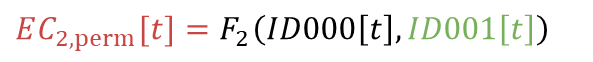 EC₂,perm[t] = F₂(ID000[t], ID001[t])